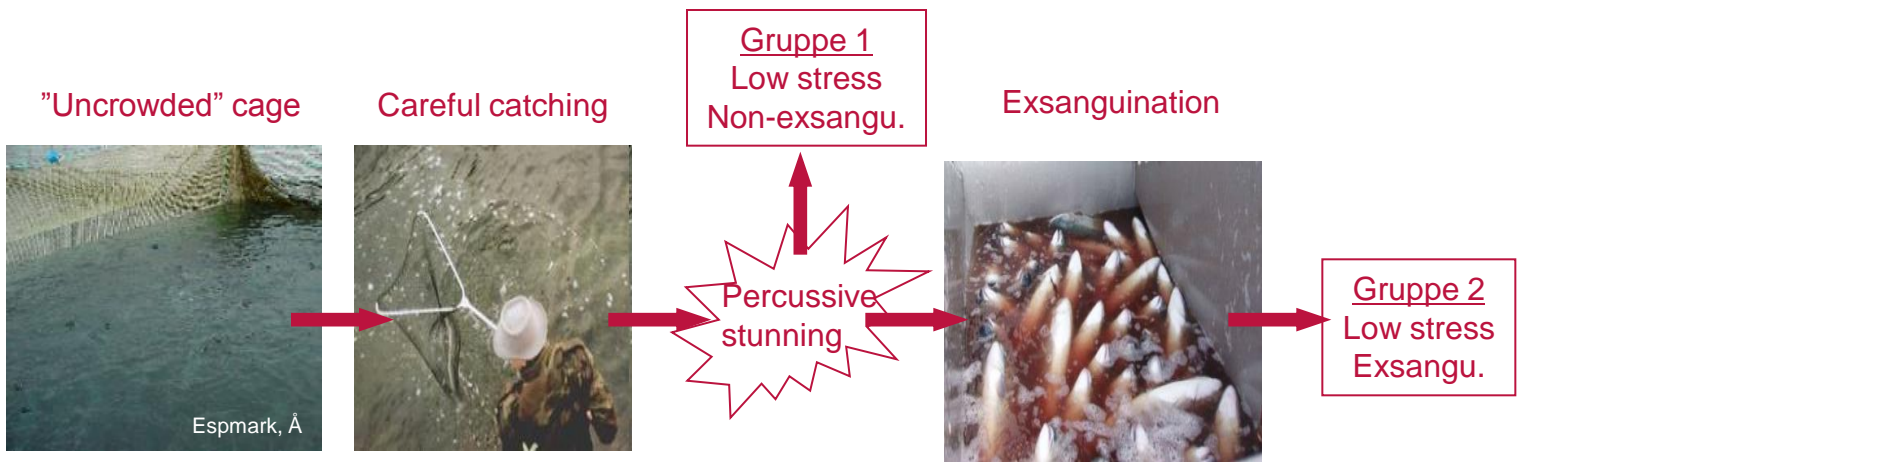 ”Uncrowded” cage
Espmark, Å
Careful catching
Gruppe 1
Low stress
Non-exsangu.
Percussive
stunning
Exsanguination
Gruppe 2
Low stress
Exsangu.